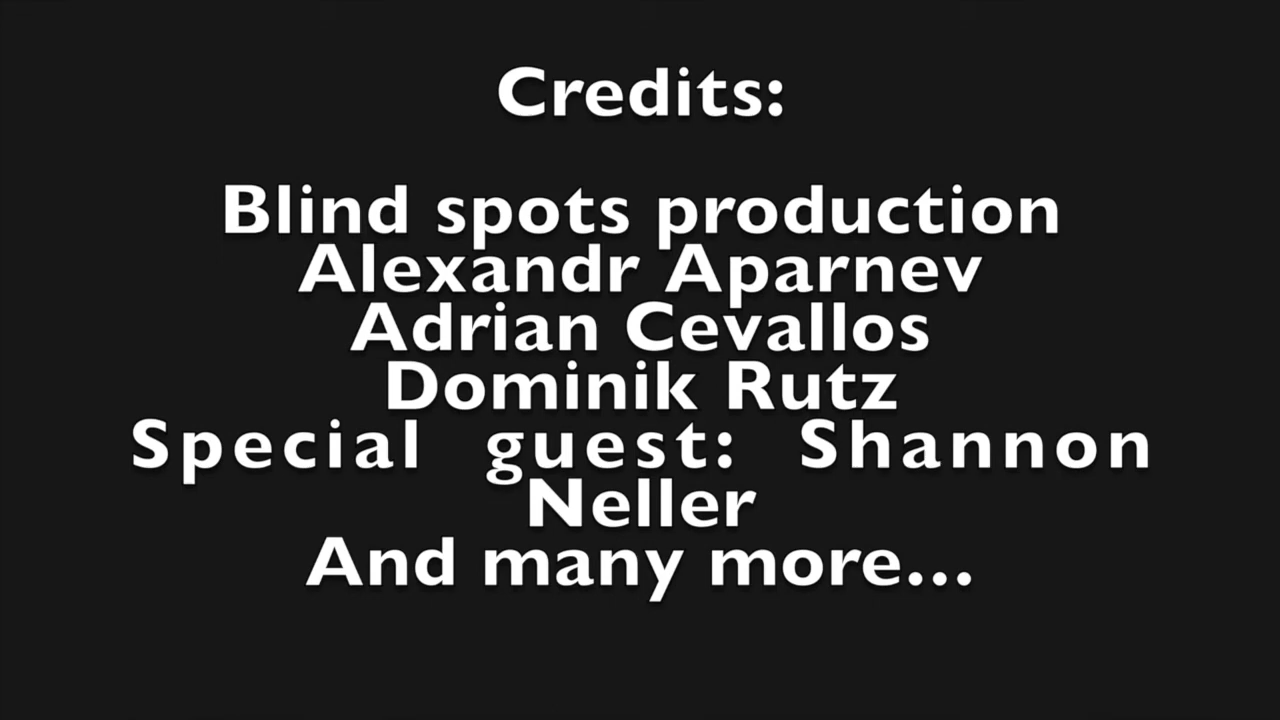 Credits:
Blind spots production
Alexandr Aparnev
Adrian Cevallos
Dominik Rutz
Special guest: Shannon
Neller
And many more...